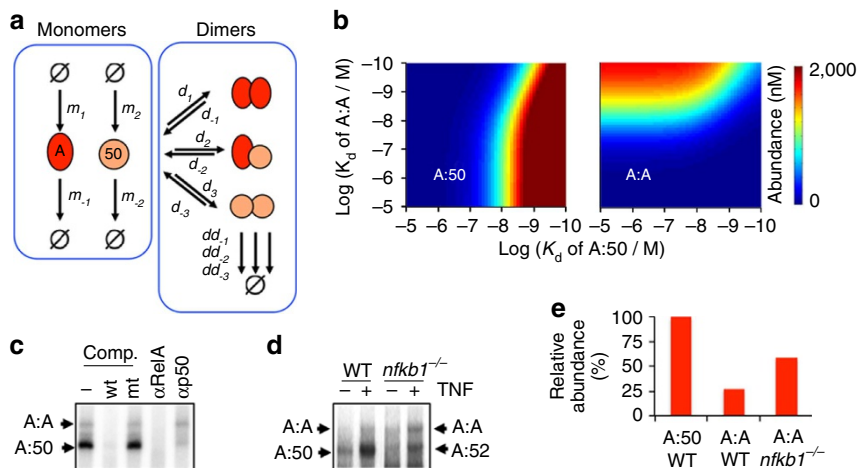 a
Monomers
Dimers
∅ ∅
m1 m2
A 50
m-1 m-2
∅ ∅
d1
d-1
d2
d-2
d3
d-3
dd-1
dd-2
dd-3
∅
b
Log (Kd of A:A / M)
–10
–9
–8
–7
–6
–5
A:50
–5 –6 –7 –8 –9 –10
A:A
–5 –6 –7 –8 –9 –10
Log (Kd of A:50 / M)
2,000
0
Abundance (nM)
c
Comp.
– wt mt αRelA αp50
A:A
A:50
d
WT nfkb1–/–
– + – + TNF
A:A A:A
A:50 A:52
e
Relative abundance (%)
100
75
50
25
0
A:50 A:A A:A
WT WT nfkb1–/–